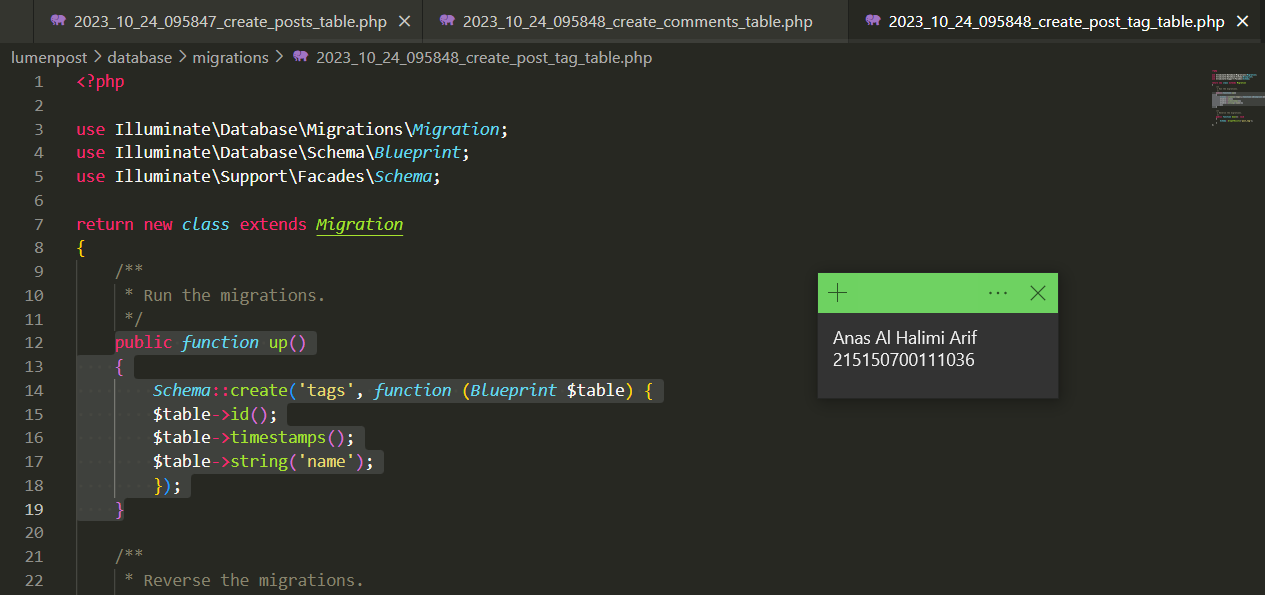 2023_10_24_095847_create_posts_table.php
2023_10_24_095848_create_comments_table.php
2023_10_24_095848_create_post_tag_table.php
lumenpost > database > migrations > 2023_10_24_095848_create_post_tag_table.php
1 <?php
2
3 use Illuminate\Database\Migrations\Migration;
4 use Illuminate\Database\Schema\Blueprint;
5 use Illuminate\Support\Facades\Schema;
6
7 return new class extends Migration
8 {
9 /**
10 * Run the migrations.
11 */
12 public function up()
13 {
14 Schema::create('tags', function (Blueprint $table) {
15 $table->id();
16 $table->timestamps();
17 $table->string('name');
18 });
19 }
20
21 /**
22 * Reverse the migrations.
Anas Al Halimi Arif
215150700111036